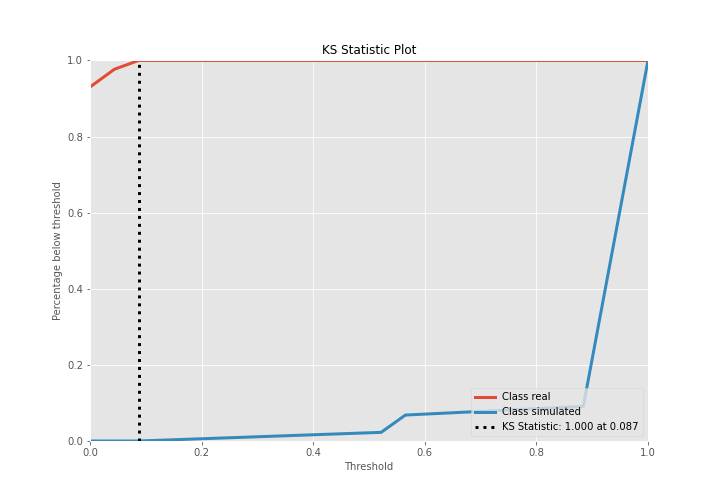 KS Statistic Plot
1.0
0.8
0.6
0.4
0.2
0.0
Percentage below threshold
0.0 0.2 0.4 0.6 0.8 1.0
Threshold
Class real
Class simulated
KS Statistic: 1.000 at 0.087